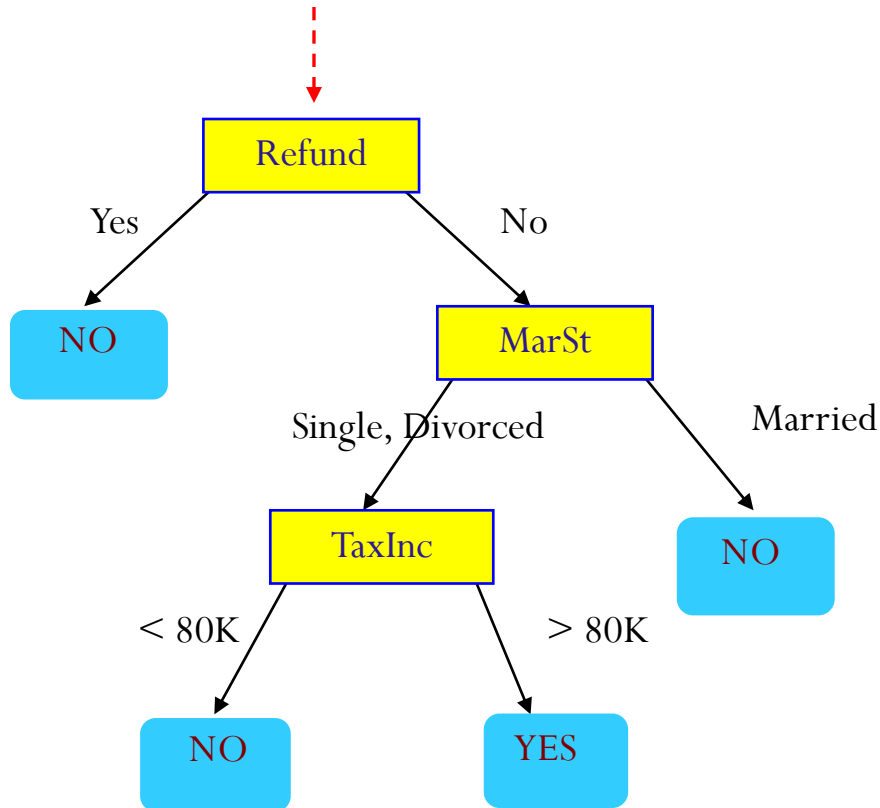 Refund
Yes
No
NO
MarSt
Single, Divorced
Married
TaxInc
NO
< 80K
> 80K
NO
YES